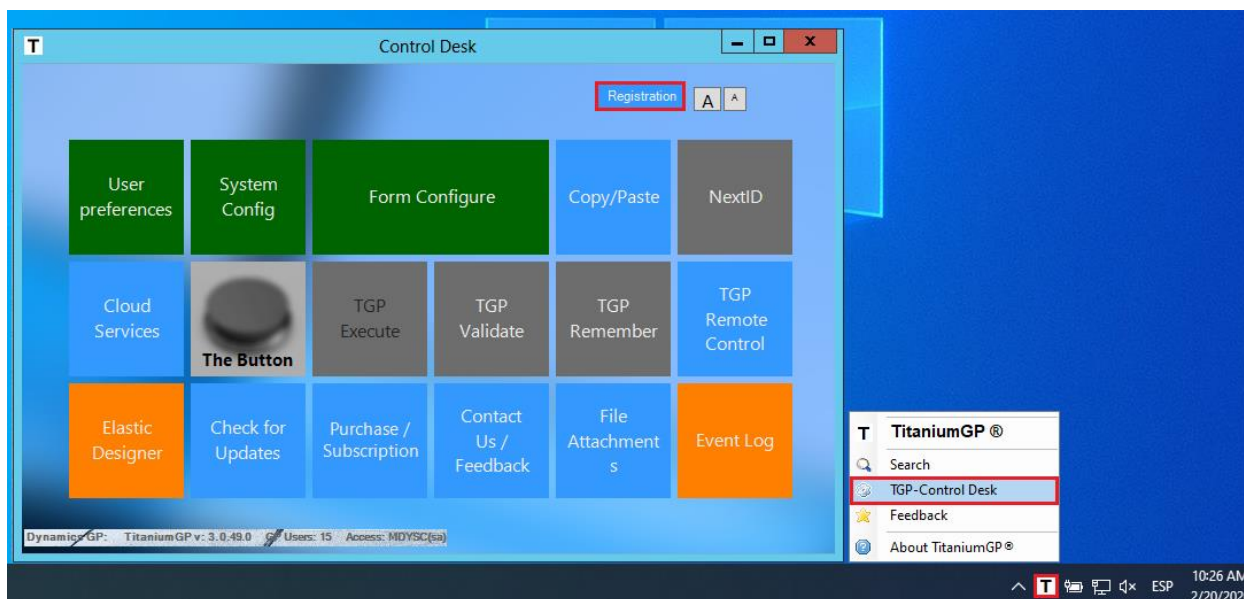 T Control Desk
Registration A A
User
preferences
System
Config
Form Configure
Copy/Paste
NextID
Cloud
Services
The Button
TGP
Execute
TGP
Validate
TGP
Remember
TGP
Remote
Control
Elastic
Designer
Check for
Updates
Purchase /
Subscription
Contact
Us /
Feedback
File
Attachment
s
Event Log
Dynamics GP: TitaniumGP v: 3.0.49.0 GP Users: 15 Access: MDYSC(sa)
T TitaniumGP ®
Search
TGP-Control Desk
Feedback
About TitaniumGP®
T ESP 10:26 AM
2/20/202